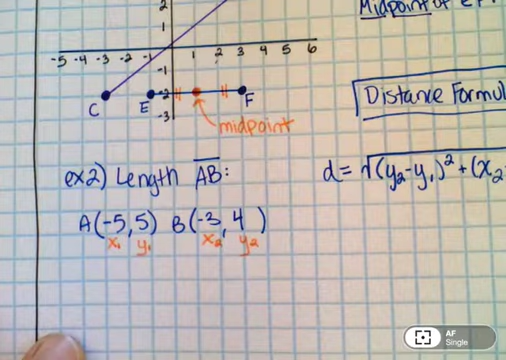 2
1
-5 -4 -3 -2 -1 1 2 3 4 5 6
-1
-2
-3
C E F
midpoint
Midpoint of
Distance Formul
ex2) Length AB:
d = √(y₂-y₁)² + (x₂
A(-5, 5) B(-3, 4 )
x₁ y₁ x₂ y₂
AF
Single